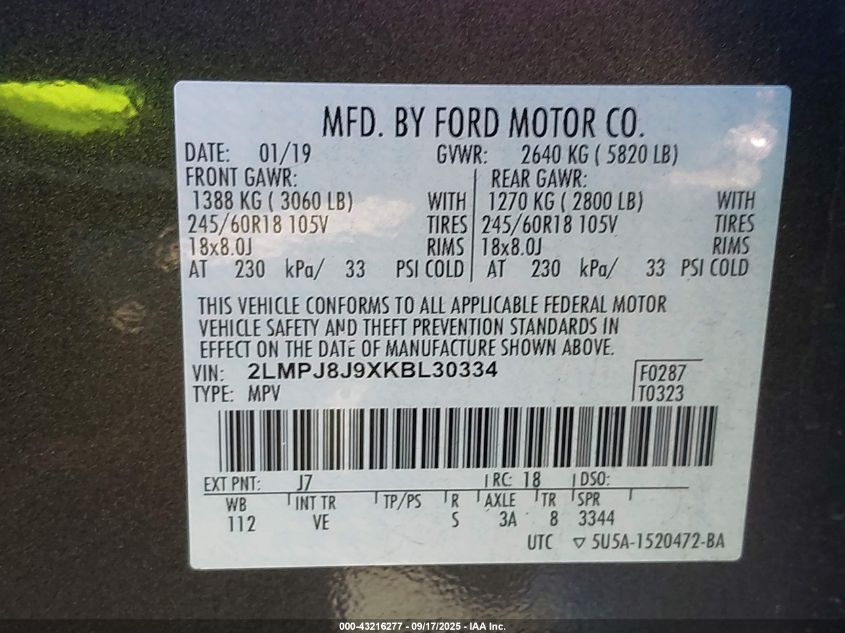 MFD. BY FORD MOTOR CO.
DATE: 01/19 GVWR: 2640 KG ( 5820 LB)
FRONT GAWR: REAR GAWR:
1388 KG ( 3060 LB) WITH 1270 KG ( 2800 LB) WITH
245/60R18 105V TIRES 245/60R18 105V TIRES
18x8.0J RIMS 18x8.0J RIMS
AT 230 kPa/ 33 PSI COLD AT 230 kPa/ 33 PSI COLD
THIS VEHICLE CONFORMS TO ALL APPLICABLE FEDERAL MOTOR
VEHICLE SAFETY AND THEFT PREVENTION STANDARDS IN
EFFECT ON THE DATE OF MANUFACTURE SHOWN ABOVE.
VIN: 2LMPJ8J9XKBL30334 F0287
TYPE: MPV T0323
EXT PNT: J7 RC: 18 DSO:
WB INT TR TP/PS R AXLE TR SPR
112 VE S 3A 8 3344
UTC ▽ 5U5A-1520472-BA
000-43216277 - 09/17/2025 - IAA Inc.